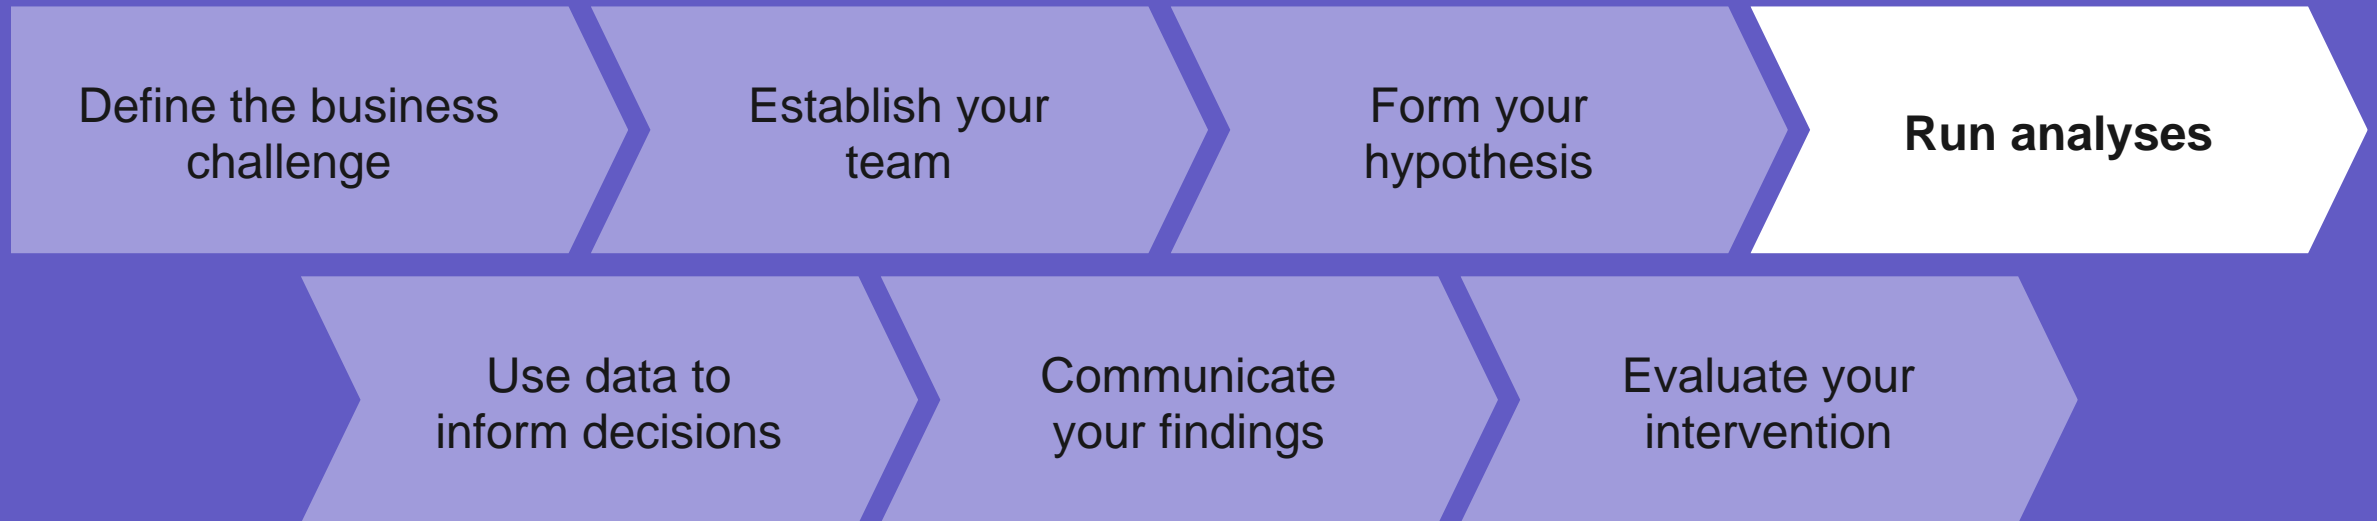 Define the business
challenge
Establish your
team
Form your
hypothesis
Run analyses
Use data to
inform decisions
Communicate
your findings
Evaluate your
intervention